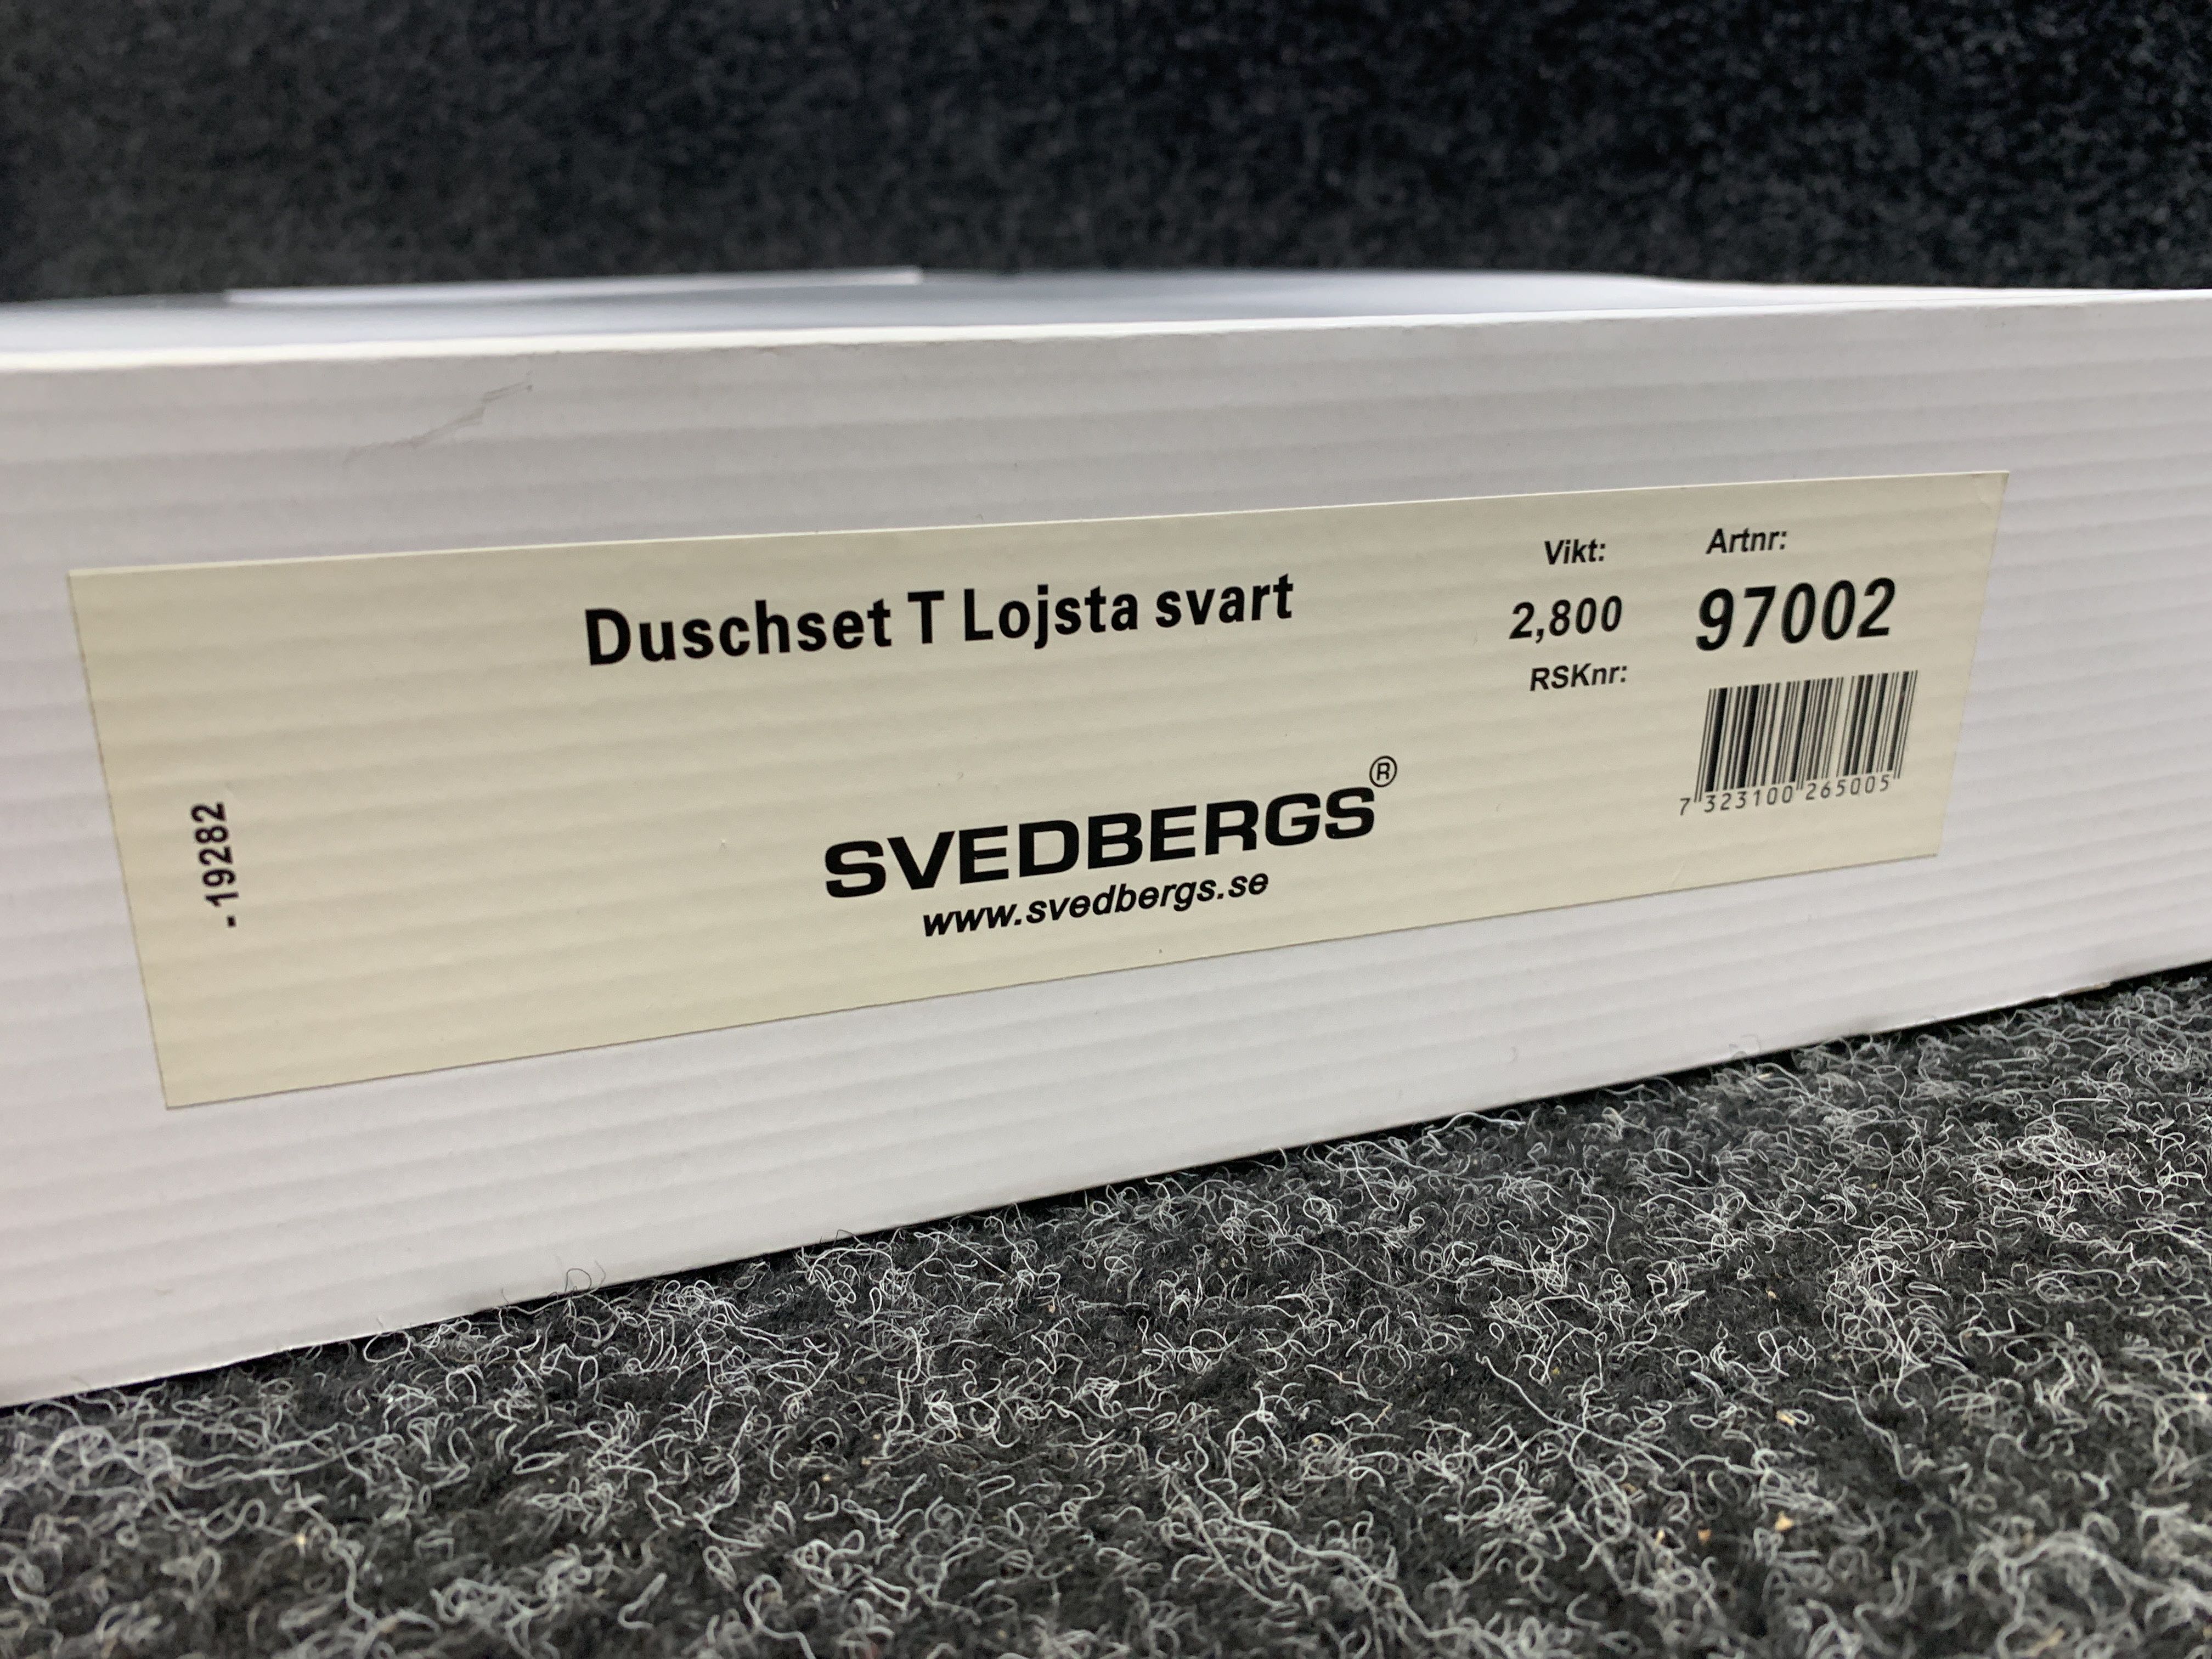 Duschset T Lojsta svart
Vikt:
2,800
RSKnr:
Artnr:
97002
7 323100 265005
SVEDBERGS®
www.svedbergs.se
-19282